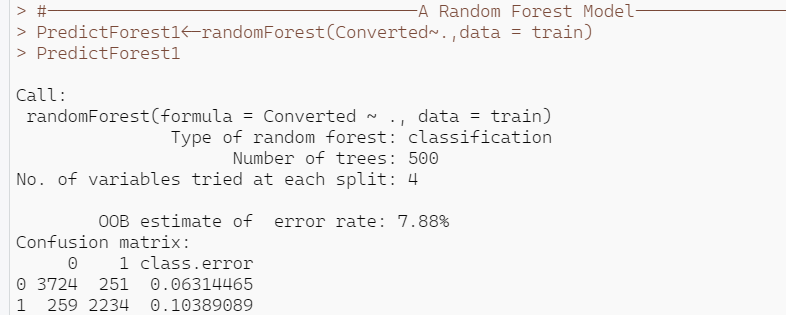 > #————————————————————A Random Forest Model————————————
> PredictForest1<-randomForest(Converted~.,data = train)
> PredictForest1
Call:
randomForest(formula = Converted ~ ., data = train)
Type of random forest: classification
Number of trees: 500
No. of variables tried at each split: 4
OOB estimate of  error rate: 7.88%
Confusion matrix:
0    1 class.error
0 3724  251  0.06314465
1  259 2234  0.10389089